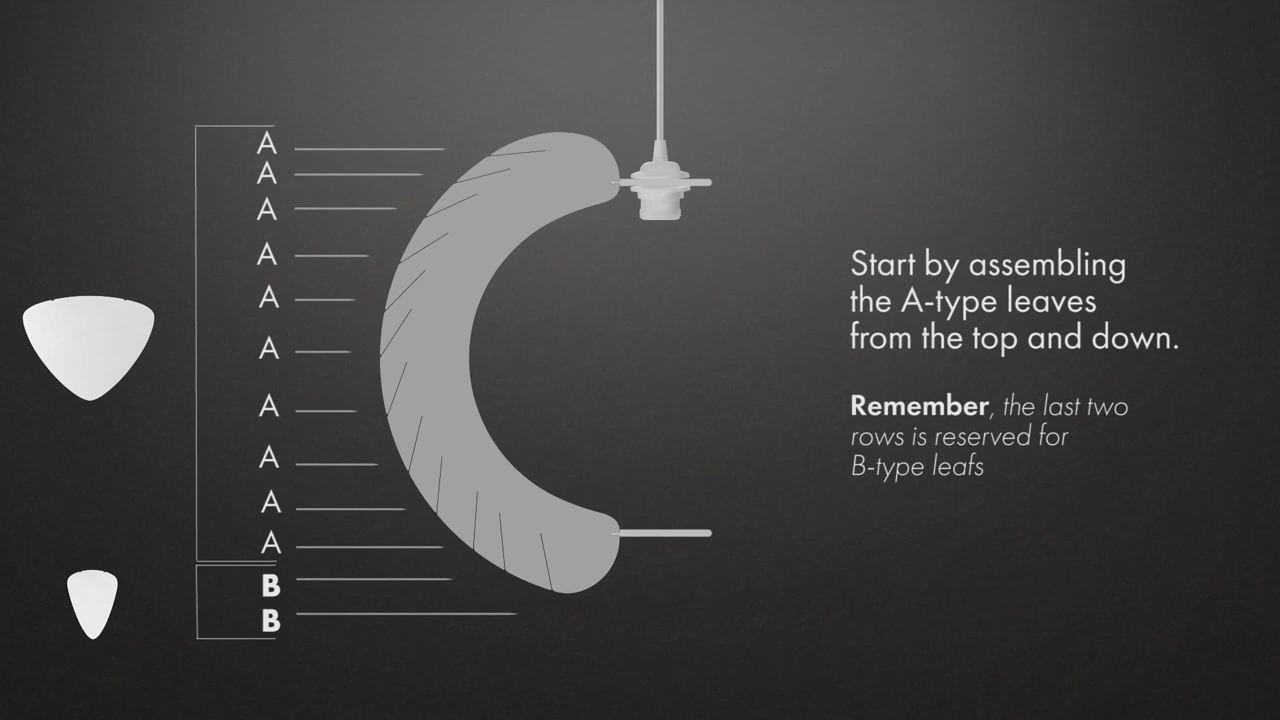 A
A
A
A
A
A
A
A
A
A
B
B
Start by assembling
the A-type leaves
from the top and down.
Remember, the last two
rows is reserved for
B-type leafs